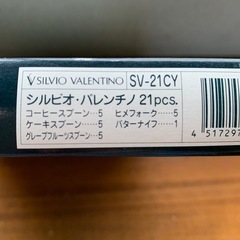 SILVIO VALENTINO SV-21CY
シルビオ・バレンチノ 21pcs.
コーヒースプーン…5 ヒメフォーク……5
ケーキスプーン……5 バターナイフ……1
グレープフルーツスプーン…5
4 517297